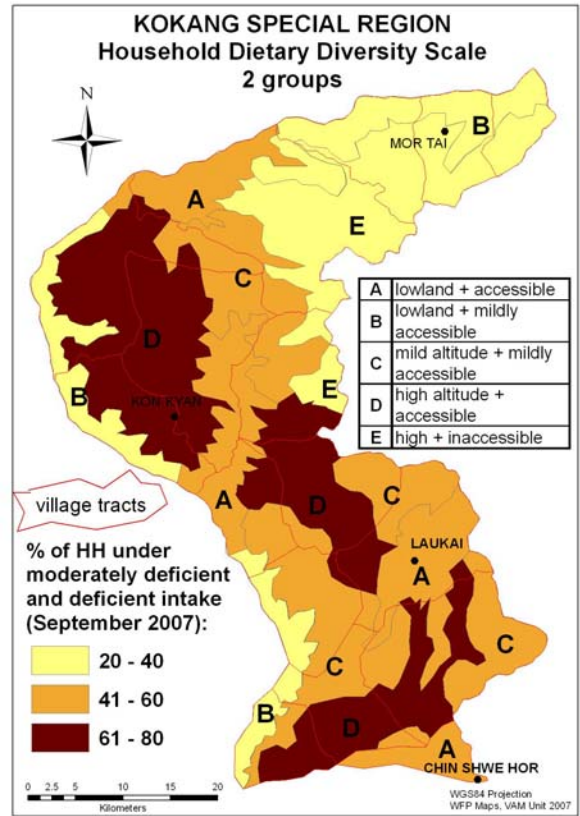 KOKANG SPECIAL REGION
Household Dietary Diversity Scale
2 groups
N
B
MOR TAI
A
E
C
A lowland + accessible
B lowland + mildly
accessible
C mild altitude + mildly
accessible
D high altitude +
accessible
E high + inaccessible
D
E
B
KON KYAN
A
village tracts
D
C
LAUKAI
A
% of HH under
moderately deficient
and deficient intake
(September 2007):
20 - 40
41 - 60
61 - 80
C
C
B
D
A
CHIN SHWE HOR
0 2.5 5 10 15 20
Kilometers
WGS84 Projection
WFP Maps, VAM Unit 2007